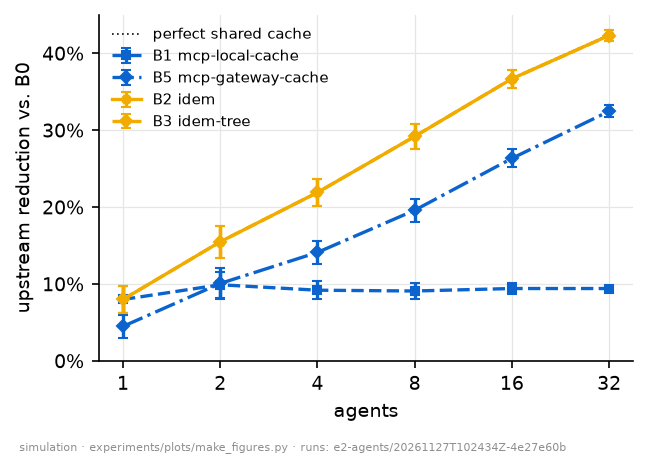 perfect shared cache
B1 mcp-local-cache
B5 mcp-gateway-cache
B2 idem
B3 idem-tree
upstream reduction vs. B0
40%
30%
20%
10%
0%
1 2 4 8 16 32
agents
simulation · experiments/plots/make_figures.py · runs: e2-agents/20261127T102434Z-4e27e60b